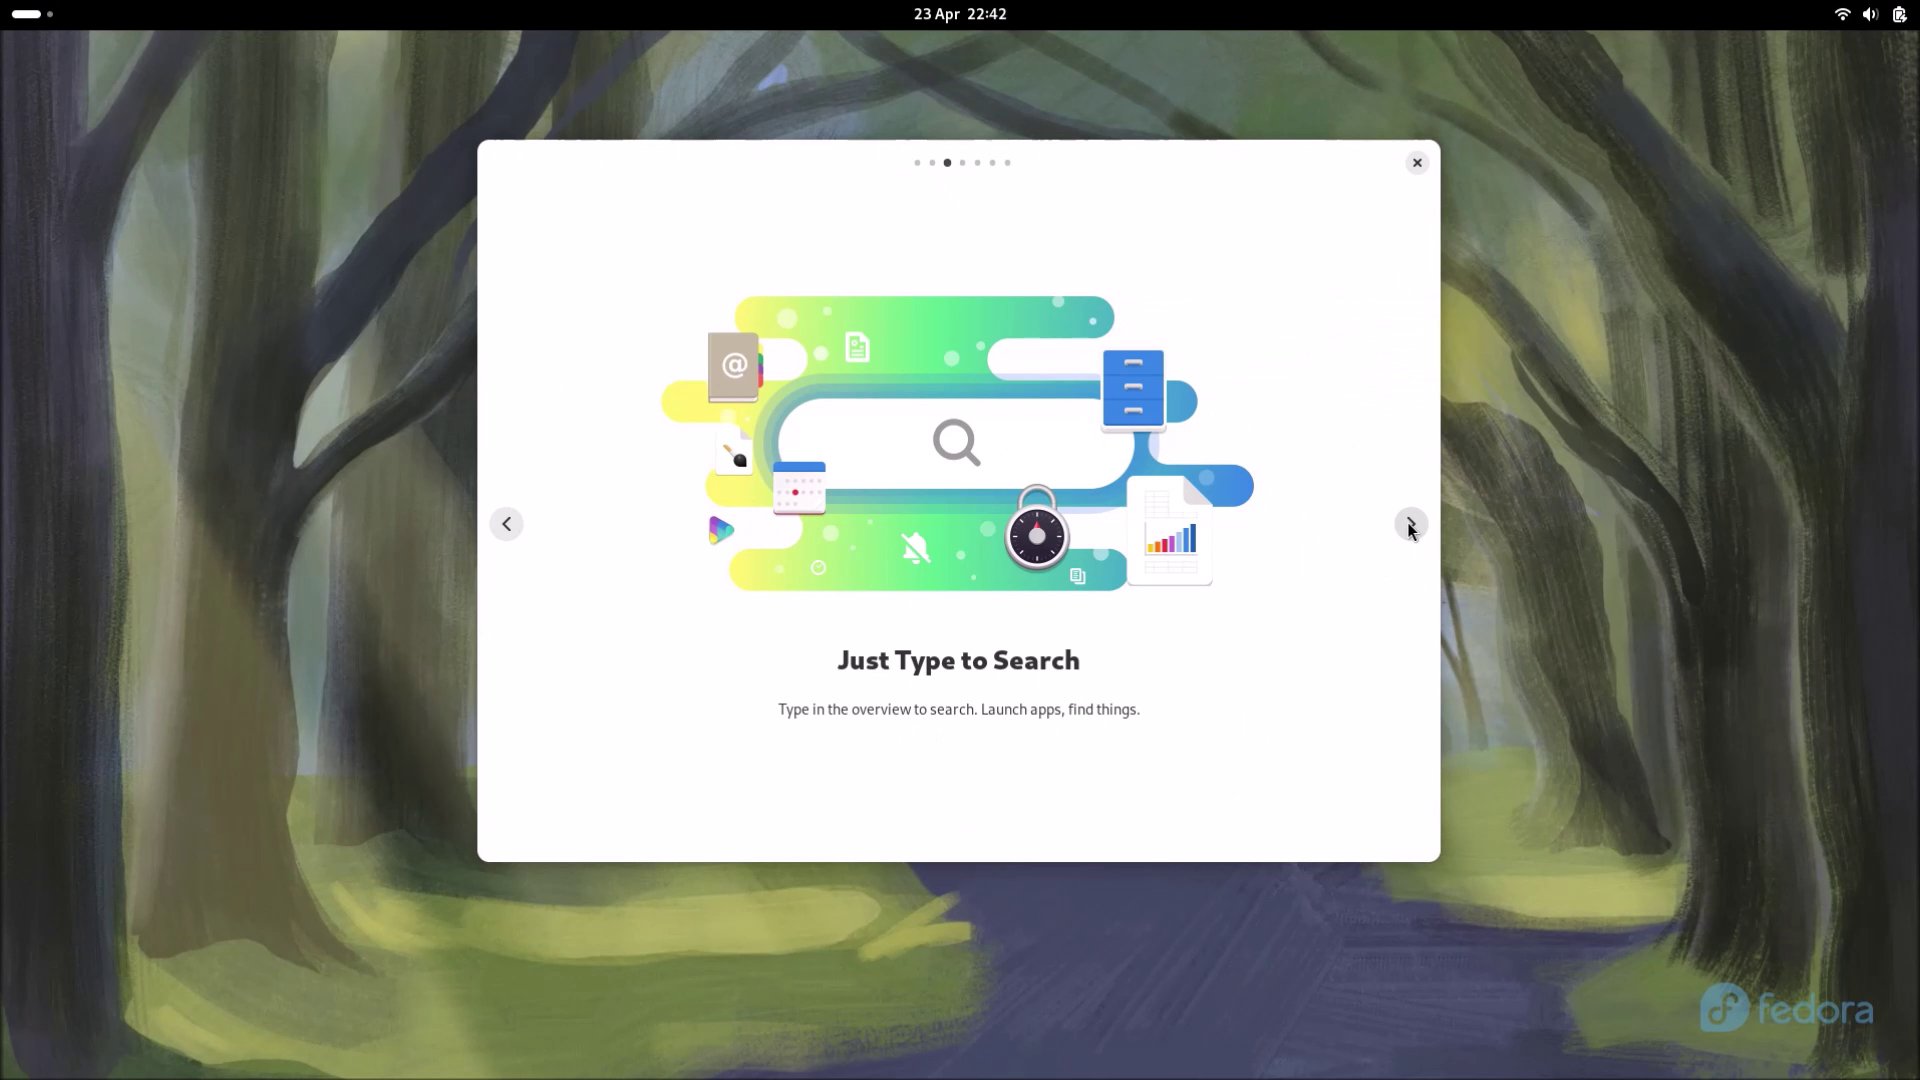 23 Apr 22:42
@
Just Type to Search
Type in the overview to search. Launch apps, find things.
fedora